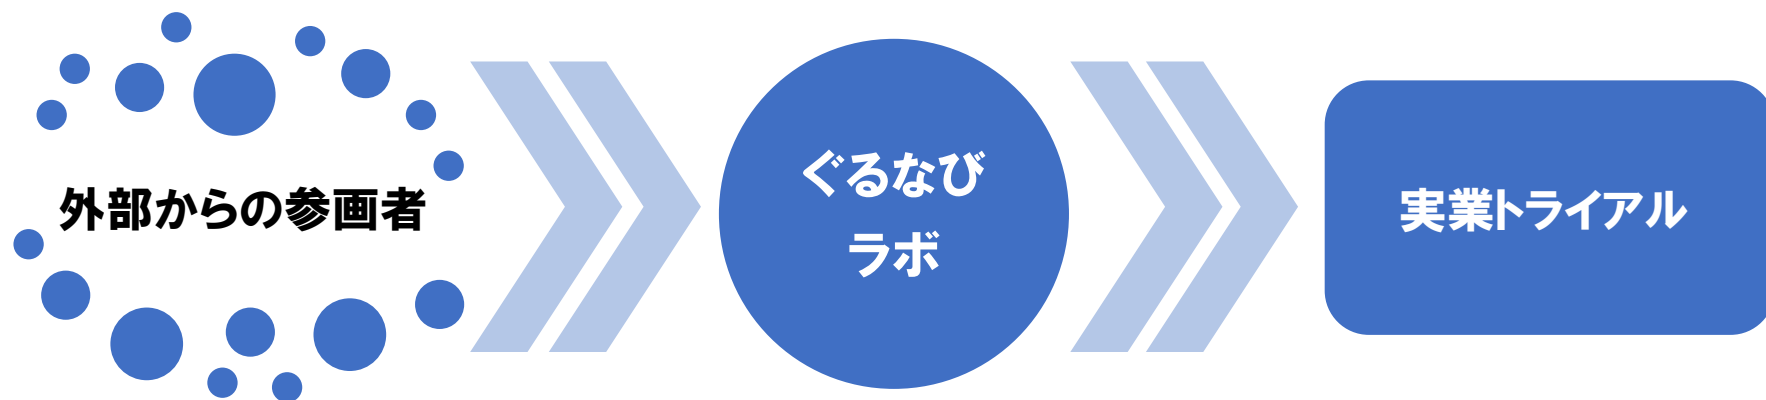 外部からの参画者
ぐるなび
ラボ
実業トライアル